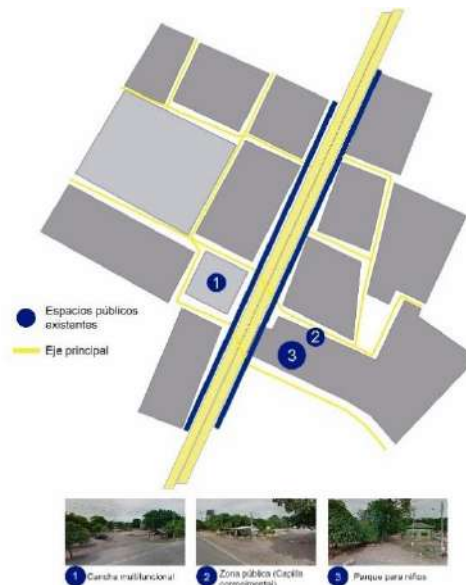 1
2
3
Espacios públicos
existentes
Eje principal
1 Cancha multifuncional
2 Zona pública (Capilla
3 Parque para niños